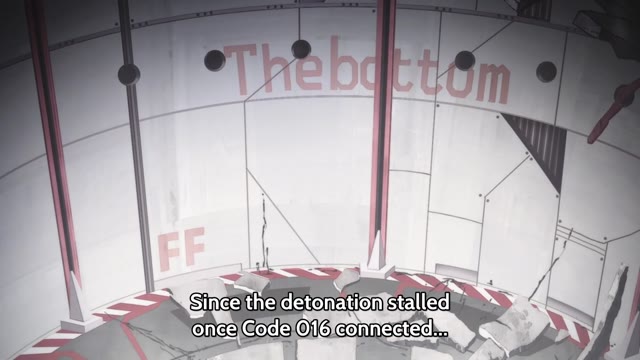 Thebottom
FF
Since the detonation stalled
once Code 016 connected...